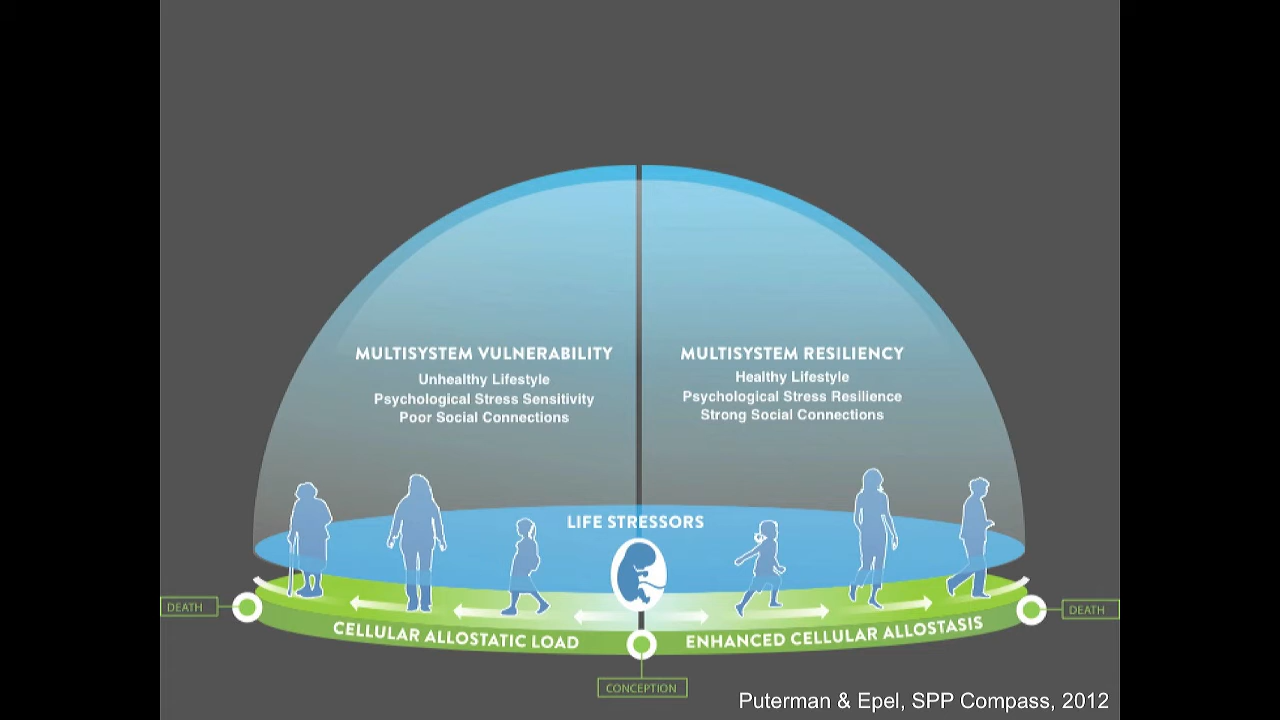 MULTISYSTEM VULNERABILITY
Unhealthy Lifestyle
Psychological Stress Sensitivity
Poor Social Connections
MULTISYSTEM RESILIENCY
Healthy Lifestyle
Psychological Stress Resilience
Strong Social Connections
LIFE STRESSORS
DEATH
DEATH
CELLULAR ALLOSTATIC LOAD
ENHANCED CELLULAR ALLOSTASIS
CONCEPTION
Puterman & Epel, SPP Compass, 2012